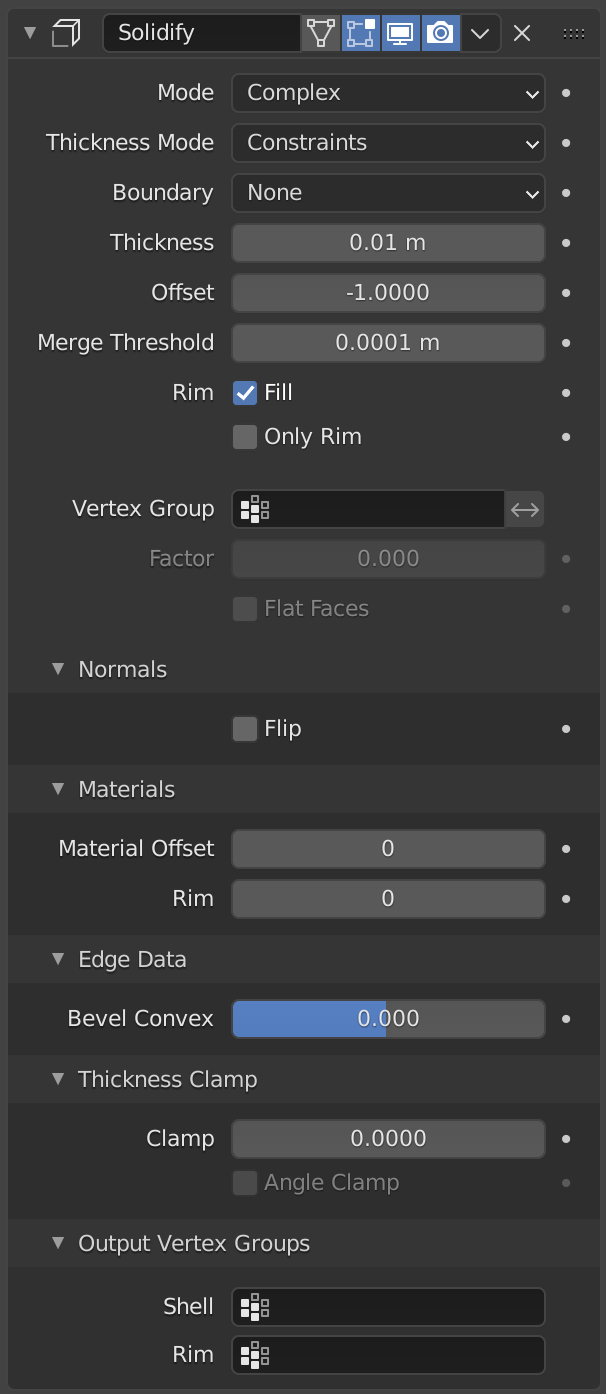 Solidify
Mode Complex
Thickness Mode Constraints
Boundary None
Thickness 0.01 m
Offset -1.0000
Merge Threshold 0.0001 m
Rim Fill
Only Rim
Vertex Group
Factor 0.000
Flat Faces
Normals
Flip
Materials
Material Offset 0
Rim 0
Edge Data
Bevel Convex 0.000
Thickness Clamp
Clamp 0.0000
Angle Clamp
Output Vertex Groups
Shell
Rim